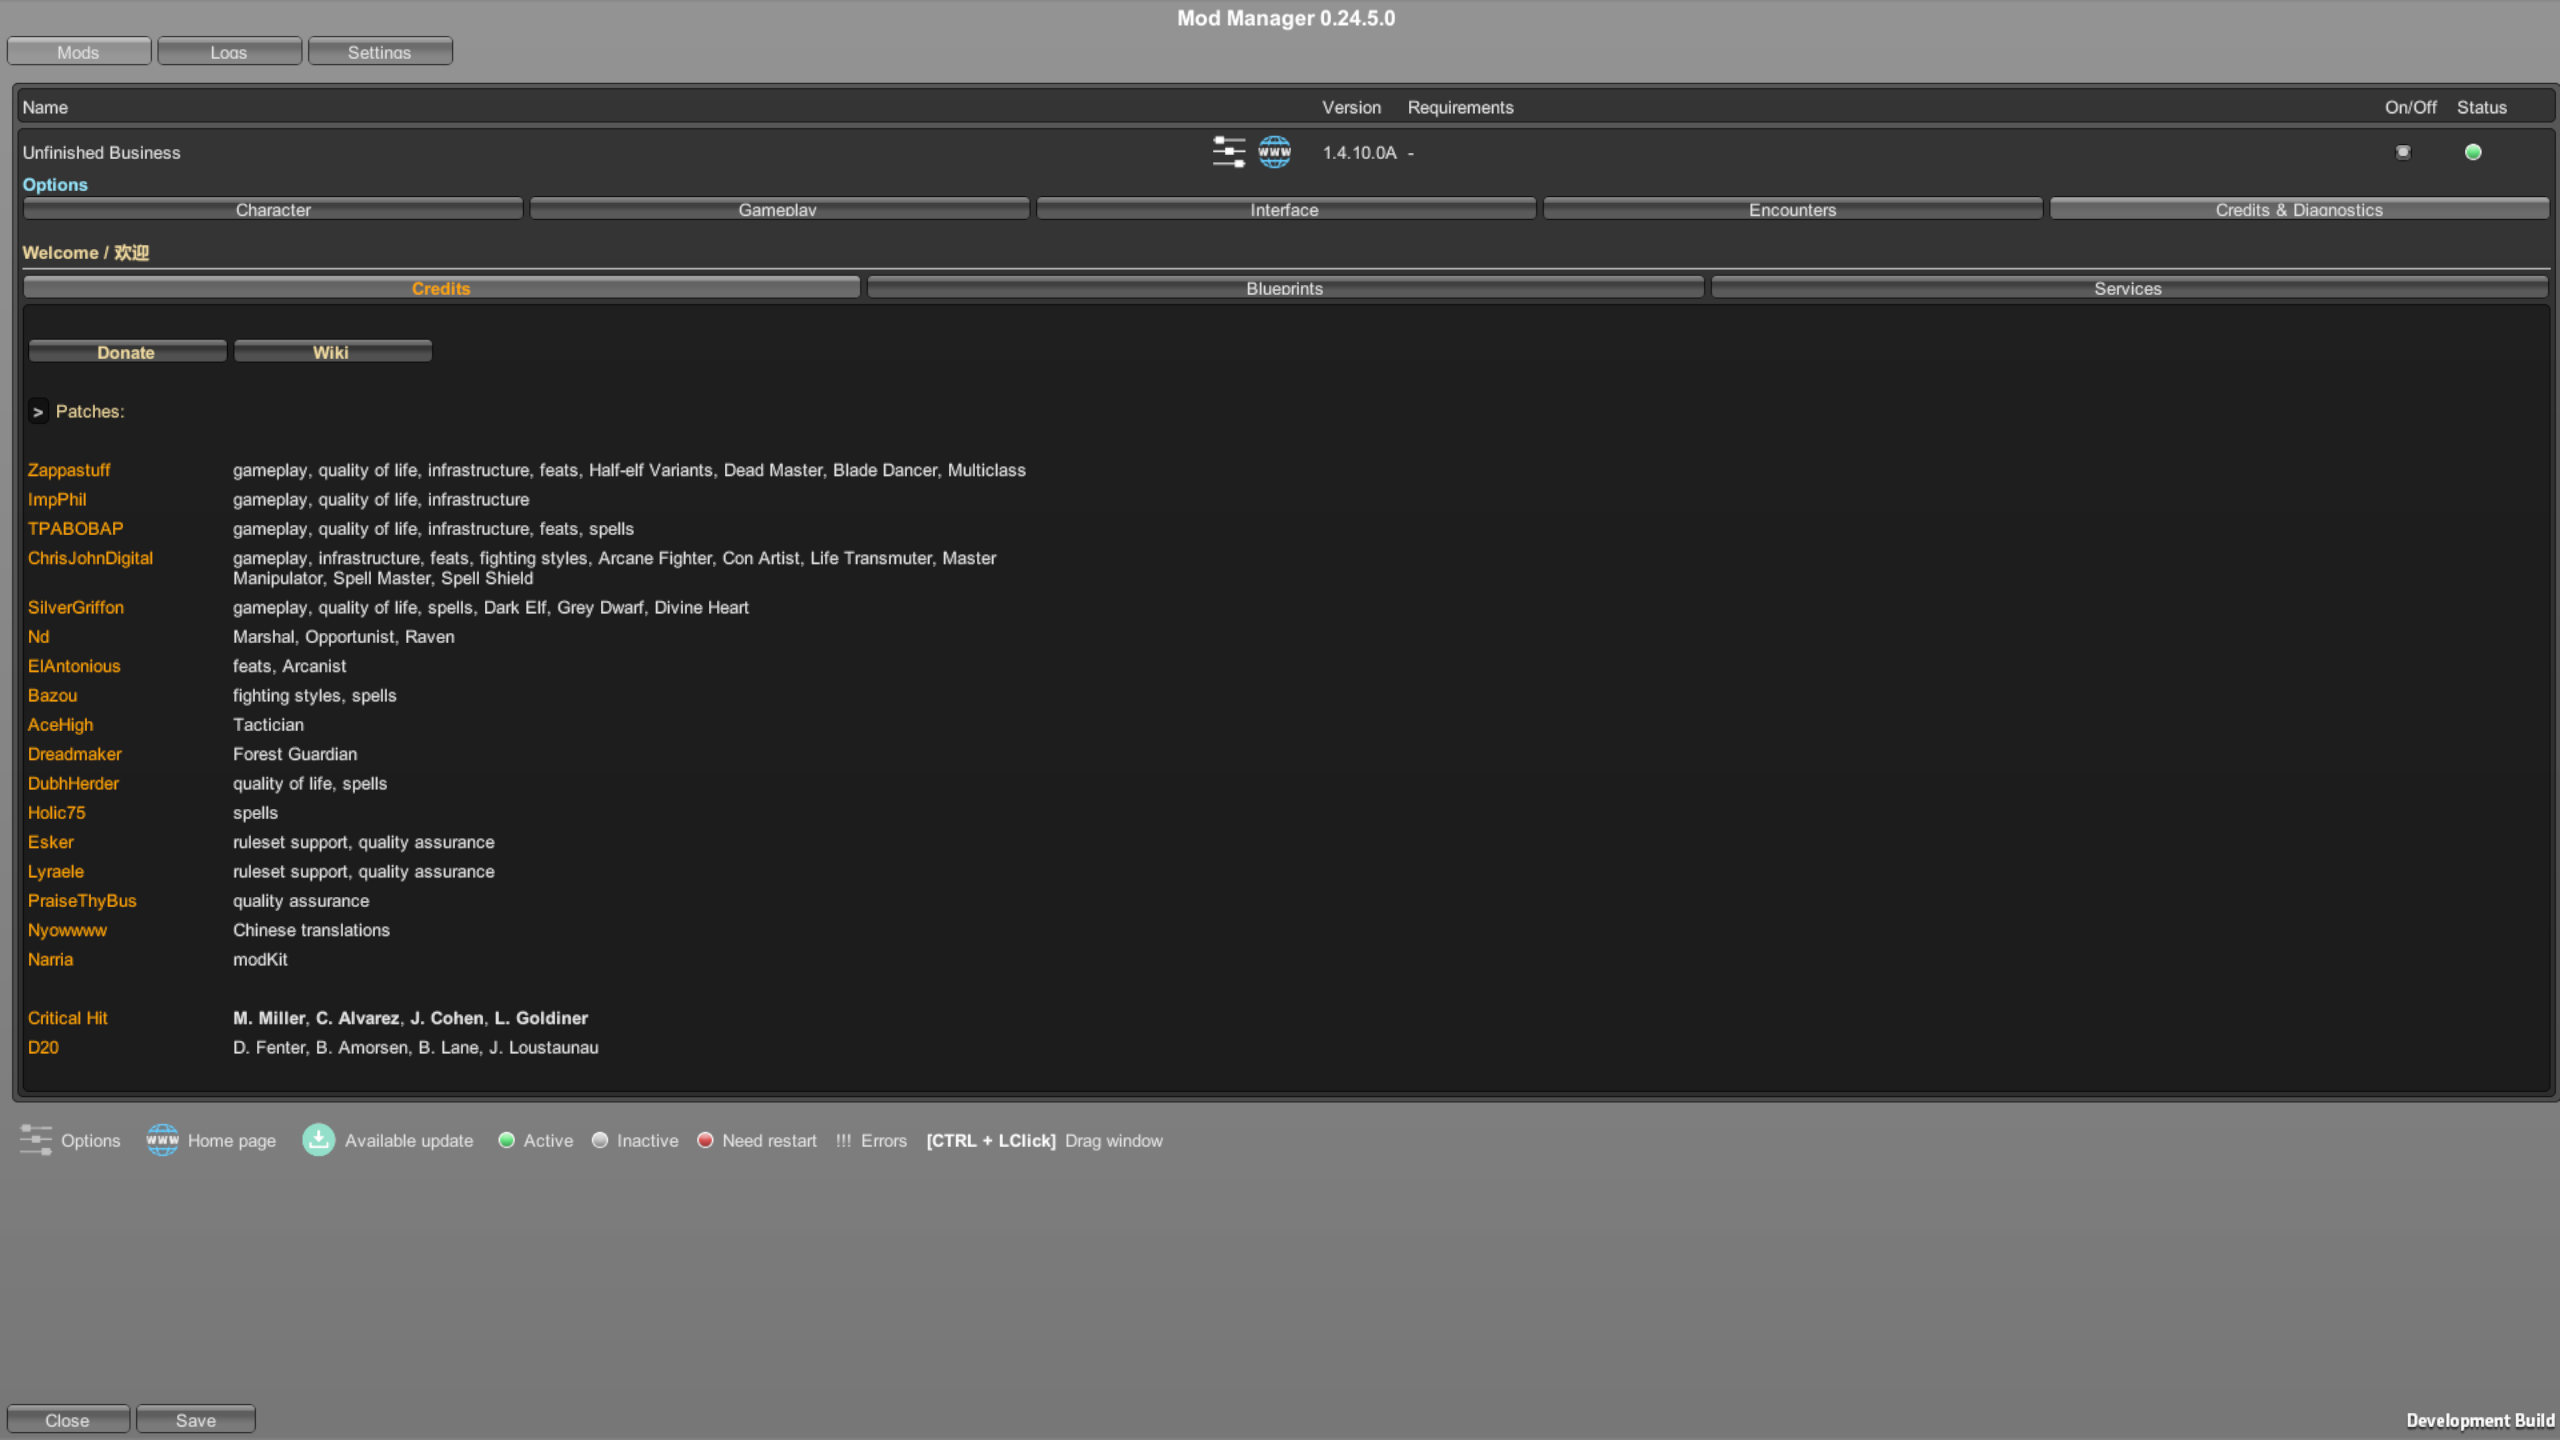 Mod Manager 0.24.5.0
Mods Logs Settings
Name Version Requirements On/Off Status
Unfinished Business WWW 1.4.10.0A -
Options
Character Gameplay Interface Encounters Credits & Diagnostics
Welcome / 欢迎
Credits Blueprints Services
Donate Wiki
> Patches:
Zappastuff gameplay, quality of life, infrastructure, feats, Half-elf Variants, Dead Master, Blade Dancer, Multiclass
ImpPhil gameplay, quality of life, infrastructure
TPABOBAP gameplay, quality of life, infrastructure, feats, spells
ChrisJohnDigital gameplay, infrastructure, feats, fighting styles, Arcane Fighter, Con Artist, Life Transmuter, Master
Manipulator, Spell Master, Spell Shield
SilverGriffon gameplay, quality of life, spells, Dark Elf, Grey Dwarf, Divine Heart
Nd Marshal, Opportunist, Raven
ElAntonious feats, Arcanist
Bazou fighting styles, spells
AceHigh Tactician
Dreadmaker Forest Guardian
DubhHerder quality of life, spells
Holic75 spells
Esker ruleset support, quality assurance
Lyraele ruleset support, quality assurance
PraiseThyBus quality assurance
Nyowwww Chinese translations
Narria modKit
Critical Hit M. Miller, C. Alvarez, J. Cohen, L. Goldiner
D20 D. Fenter, B. Amorsen, B. Lane, J. Loustaunau
Options WWW Home page Available update Active Inactive Need restart !!! Errors [CTRL + LClick] Drag window
Close Save Development Build